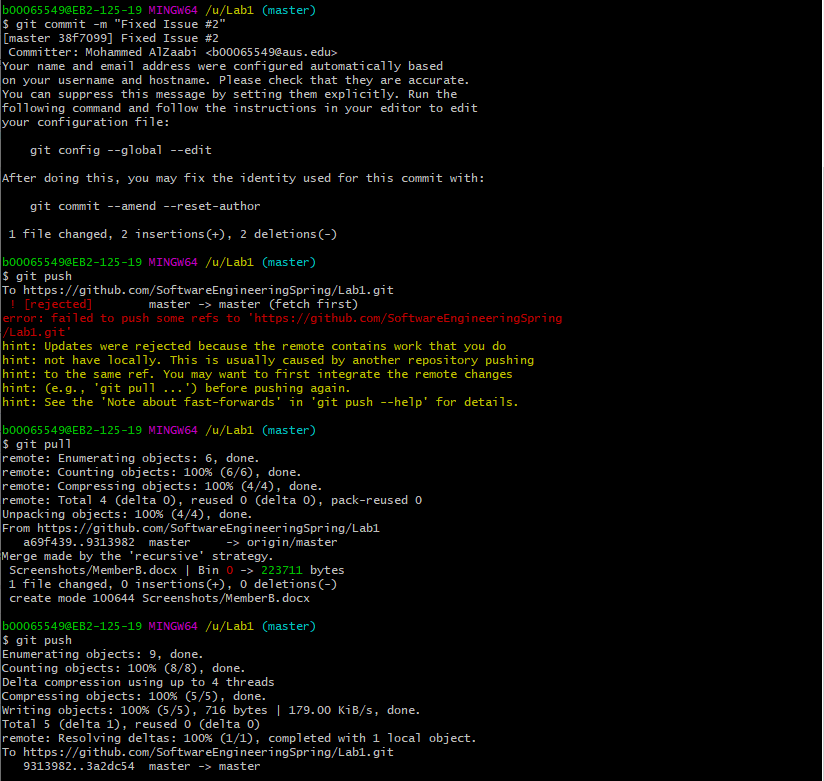 b00065549@EB2-125-19 MINGW64 /u/Lab1 (master)
$ git commit -m "Fixed Issue #2"
[master 38f7099] Fixed Issue #2
 Committer: Mohammed AlZaabi <b00065549@aus.edu>
Your name and email address were configured automatically based
on your username and hostname. Please check that they are accurate.
You can suppress this message by setting them explicitly. Run the
following command and follow the instructions in your editor to edit
your configuration file:

    git config --global --edit

After doing this, you may fix the identity used for this commit with:

    git commit --amend --reset-author

 1 file changed, 2 insertions(+), 2 deletions(-)

b00065549@EB2-125-19 MINGW64 /u/Lab1 (master)
$ git push
To https://github.com/SoftwareEngineeringSpring/Lab1.git
 ! [rejected]        master -> master (fetch first)
error: failed to push some refs to 'https://github.com/SoftwareEngineeringSpring
/Lab1.git'
hint: Updates were rejected because the remote contains work that you do
hint: not have locally. This is usually caused by another repository pushing
hint: to the same ref. You may want to first integrate the remote changes
hint: (e.g., 'git pull ...') before pushing again.
hint: See the 'Note about fast-forwards' in 'git push --help' for details.

b00065549@EB2-125-19 MINGW64 /u/Lab1 (master)
$ git pull
remote: Enumerating objects: 6, done.
remote: Counting objects: 100% (6/6), done.
remote: Compressing objects: 100% (4/4), done.
remote: Total 4 (delta 0), reused 0 (delta 0), pack-reused 0
Unpacking objects: 100% (4/4), done.
From https://github.com/SoftwareEngineeringSpring/Lab1
   a69f439..9313982  master     -> origin/master
Merge made by the 'recursive' strategy.
 Screenshots/MemberB.docx | Bin 0 -> 223711 bytes
 1 file changed, 0 insertions(+), 0 deletions(-)
 create mode 100644 Screenshots/MemberB.docx

b00065549@EB2-125-19 MINGW64 /u/Lab1 (master)
$ git push
Enumerating objects: 9, done.
Counting objects: 100% (8/8), done.
Delta compression using up to 4 threads
Compressing objects: 100% (5/5), done.
Writing objects: 100% (5/5), 716 bytes | 179.00 KiB/s, done.
Total 5 (delta 1), reused 0 (delta 0)
remote: Resolving deltas: 100% (1/1), completed with 1 local object.
To https://github.com/SoftwareEngineeringSpring/Lab1.git
   9313982..3a2dc54  master -> master